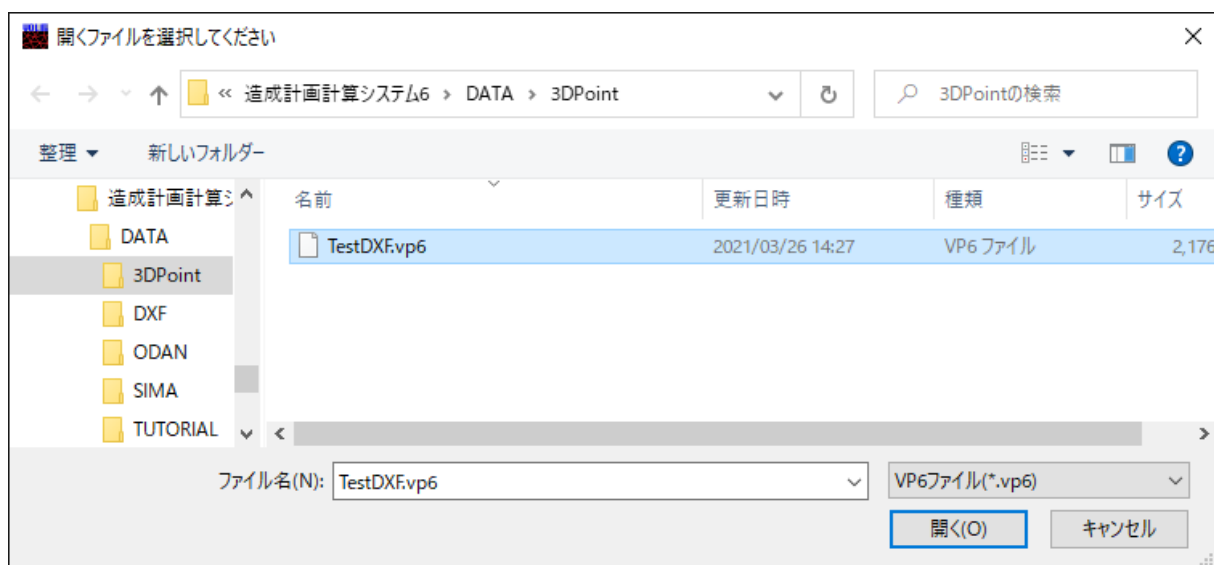 開くファイルを選択してください
« 造成計画計算システム6 › DATA › 3DPoint
3DPointの検索
整理
新しいフォルダー
造成計画計算シ
DATA
3DPoint
DXF
ODAN
SIMA
TUTORIAL
名前 更新日時 種類 サイズ
TestDXF.vp6 2021/03/26 14:27 VP6 ファイル 2,176
ファイル名(N): TestDXF.vp6 VP6ファイル(*.vp6)
開く(O) キャンセル